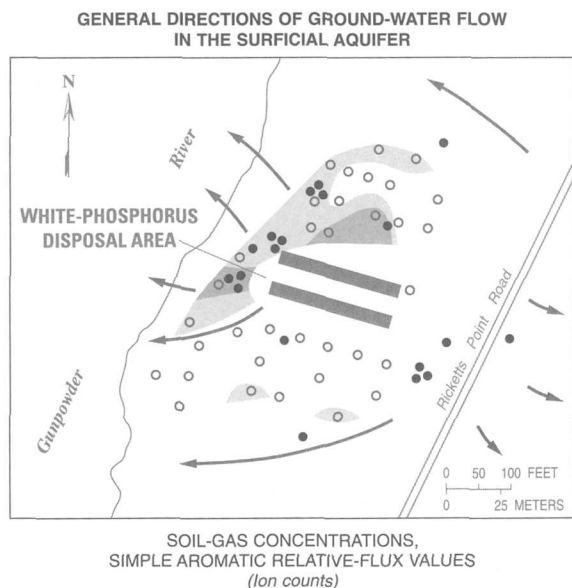 GENERAL DIRECTIONS OF GROUND-WATER FLOW
IN THE SURFICIAL AQUIFER
N
River
WHITE-PHOSPHORUS
DISPOSAL AREA
Gunpowder
Ricketts Point Road
0 50 100 FEET
0 25 METERS
SOIL-GAS CONCENTRATIONS,
SIMPLE AROMATIC RELATIVE-FLUX VALUES
(Ion counts)